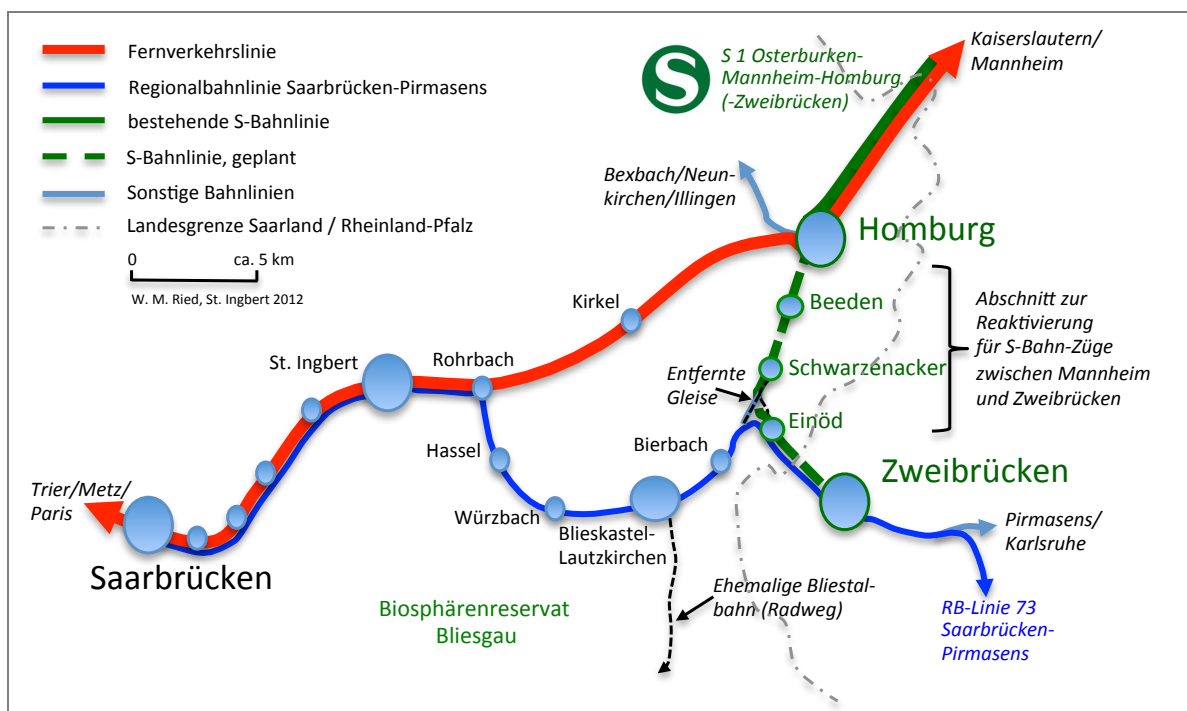 Fernverkehrslinie
Regionalbahnlinie Saarbrücken-Pirmasens
bestehende S-Bahnlinie
S-Bahnlinie, geplant
Sonstige Bahnlinien
Landesgrenze Saarland / Rheinland-Pfalz
0 ca. 5 km
W. M. Ried, St. Ingbert 2012
S
S 1 Osterburken-
Mannheim-Homburg
(-Zweibrücken)
Kaiserslautern/
Mannheim
Bexbach/Neun-
kirchen/Illingen
Homburg
Beeden
Schwarzenacker
Einöd
Abschnitt zur
Reaktivierung
für S-Bahn-Züge
zwischen Mannheim
und Zweibrücken
Kirkel
St. Ingbert
Rohrbach
Entfernte
Gleise
Hassel
Bierbach
Zweibrücken
Trier/Metz/
Paris
Würzbach
Blieskastel-
Lautzkirchen
Pirmasens/
Karlsruhe
Saarbrücken
Ehemalige Bliestal-
bahn (Radweg)
Biosphärenreservat
Bliesgau
RB-Linie 73
Saarbrücken-
Pirmasens